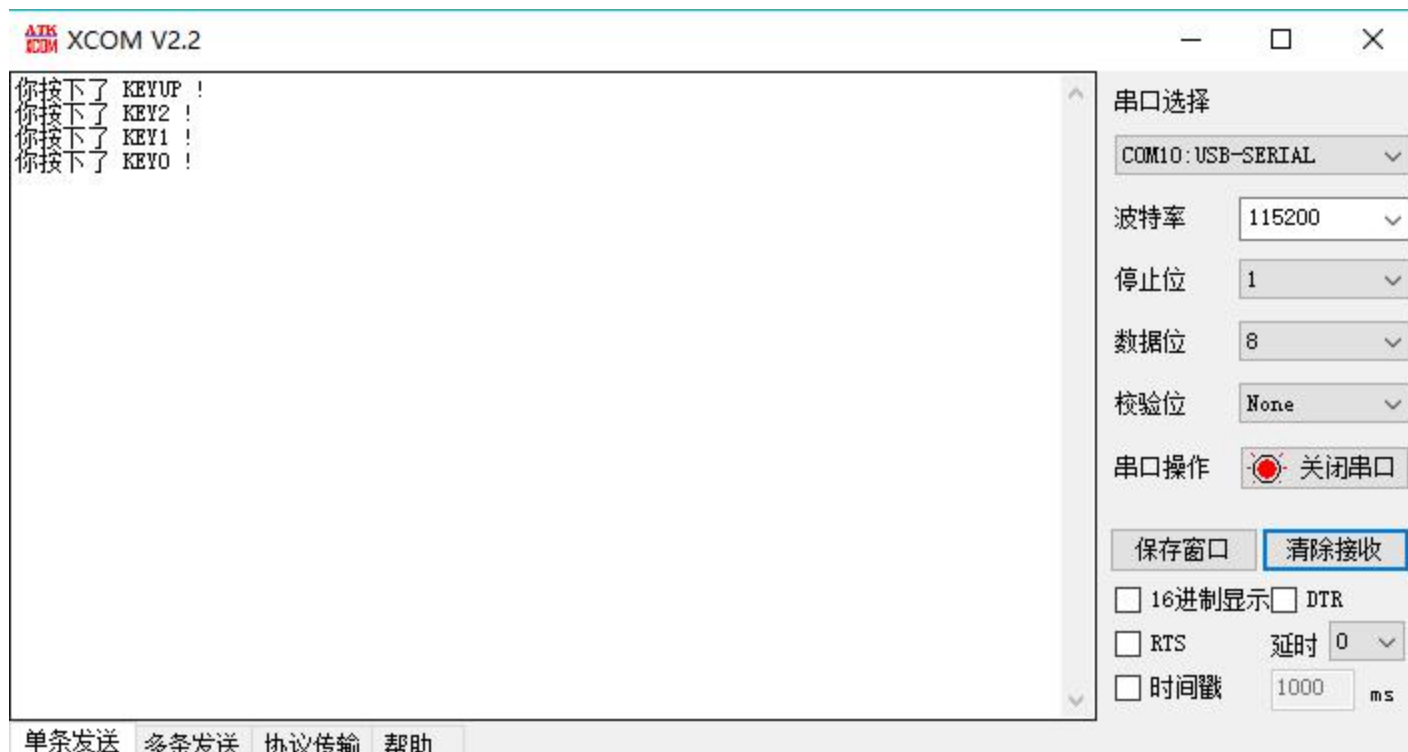 ATK
XCOM
XCOM V2.2
你按下了 KEYUP !
你按下了 KEY2 !
你按下了 KEY1 !
你按下了 KEY0 !
串口选择
COM10:USB-SERIAL
波特率 115200
停止位 1
数据位 8
校验位 None
串口操作 关闭串口
保存窗口 清除接收
16进制显示 DTR
RTS 延时 0
时间戳 1000 ms
单条发送 多条发送 协议传输 帮助